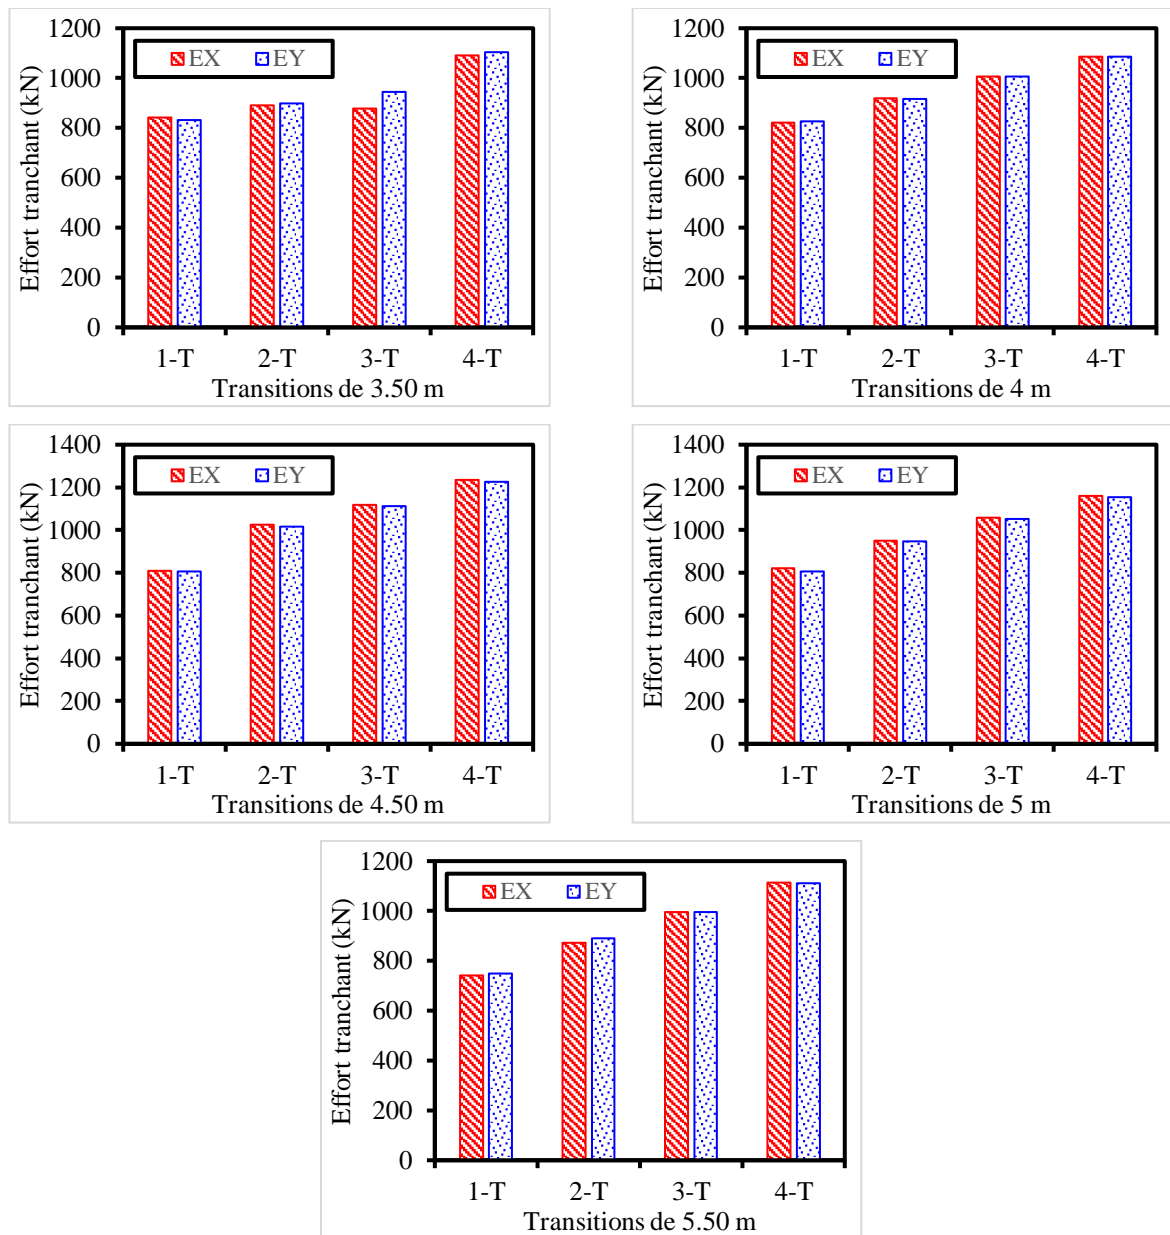 Effort tranchant (kN)
1200
1000
800
600
400
200
0
EX EY
1-T 2-T 3-T 4-T
Transitions de 3.50 m
Effort tranchant (kN)
1200
1000
800
600
400
200
0
EX EY
1-T 2-T 3-T 4-T
Transitions de 4 m
Effort tranchant (kN)
1400
1200
1000
800
600
400
200
0
EX EY
1-T 2-T 3-T 4-T
Transitions de 4.50 m
Effort tranchant (kN)
1400
1200
1000
800
600
400
200
0
EX EY
1-T 2-T 3-T 4-T
Transitions de 5 m
Effort tranchant (kN)
1200
1000
800
600
400
200
0
EX EY
1-T 2-T 3-T 4-T
Transitions de 5.50 m